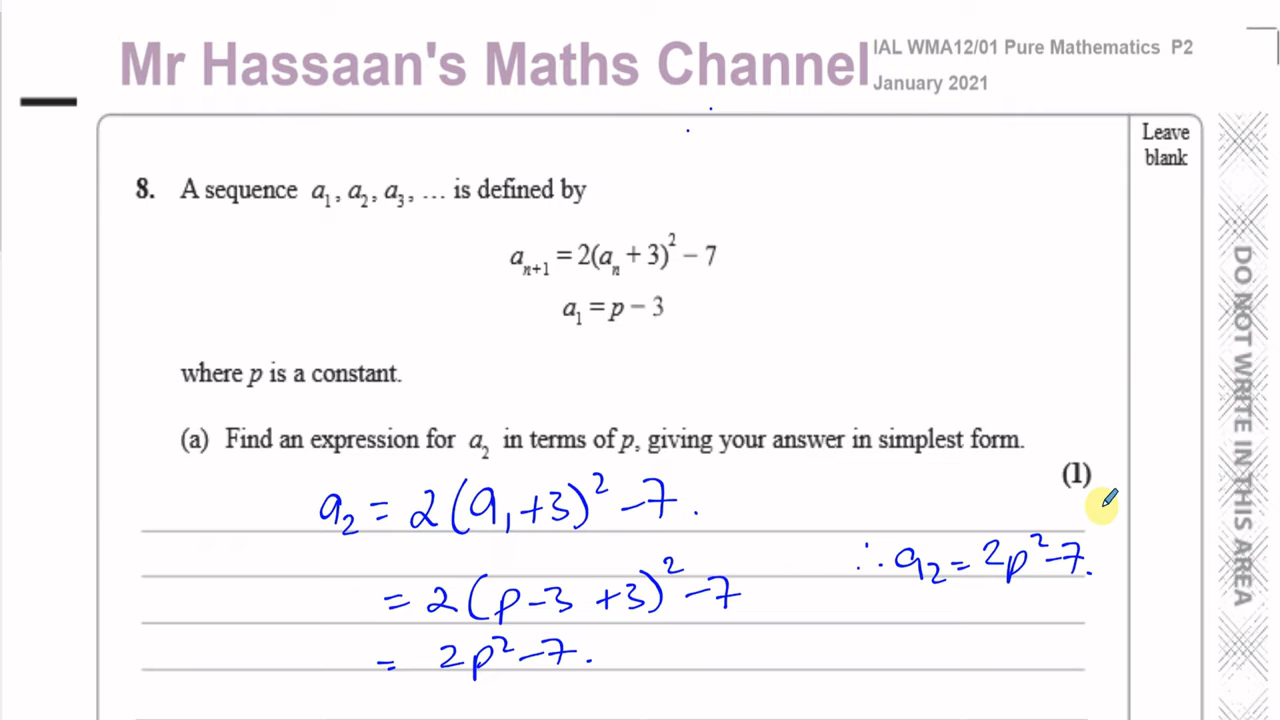 Mr Hassaan's Maths Channel
IAL WMA12/01 Pure Mathematics P2
January 2021
Leave
blank
8. A sequence a₁, a₂, a₃, … is defined by
aₙ₊₁ = 2(aₙ + 3)² − 7
a₁ = p − 3
where p is a constant.
(a) Find an expression for a₂ in terms of p, giving your answer in simplest form.
(1)
a₂ = 2(a₁+3)² − 7.
= 2(p−3+3)² − 7
= 2p² − 7.
∴ a₂ = 2p² − 7.
DO NOT WRITE IN THIS AREA